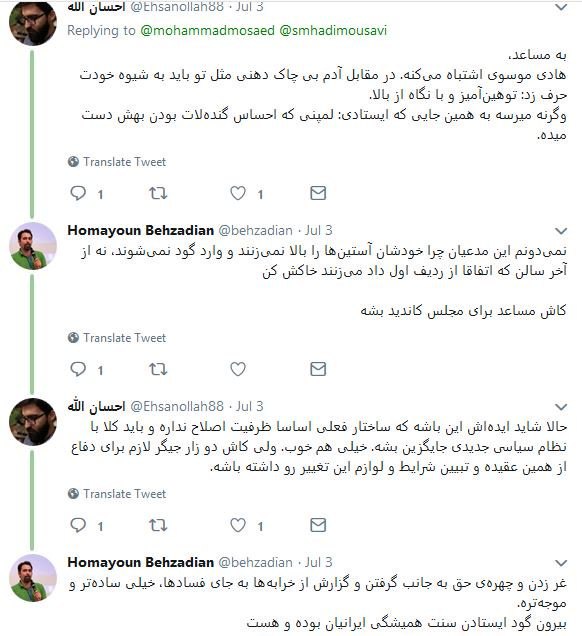 احسان الله @Ehsanollah88 · Jul 3
Replying to @mohammadmosaed @smhadimousavi
به مساعد،
هادی موسوی اشتباه می‌کنه. در مقابل آدم بی چاک دهنی مثل تو باید به شیوه خودت
حرف زد: توهین‌آمیز و با نگاه از بالا.
وگرنه میرسه به همین جایی که ایستادی: لمپنی که احساس گنده‌لات بودن بهش دست
میده.
Translate Tweet
1 1
Homayoun Behzadian @behzadian · Jul 3
نمی‌دونم این مدعیان چرا خودشان آستین‌ها را بالا نمی‌زنند و وارد گود نمی‌شوند، نه از
آخر سالن که اتفاقا از ردیف اول داد می‌زنند خاکش کن
کاش مساعد برای مجلس کاندید بشه
Translate Tweet
1
احسان الله @Ehsanollah88 · Jul 3
حالا شاید ایده‌اش این باشه که ساختار فعلی اساسا ظرفیت اصلاح نداره و باید کلا با
نظام سیاسی جدیدی جایگزین بشه. خیلی هم خوب. ولی کاش دو زار جیگر لازم برای دفاع
از همین عقیده و تبیین شرایط و لوازم این تغییر رو داشته باشه.
Translate Tweet
1 1
Homayoun Behzadian @behzadian · Jul 3
غر زدن و چهره‌ی حق به جانب گرفتن و گزارش از خرابه‌ها به جای فسادها، خیلی ساده‌تر و
موجه‌تره.
بیرون گود ایستادن سنت همیشگی ایرانیان بوده و هست